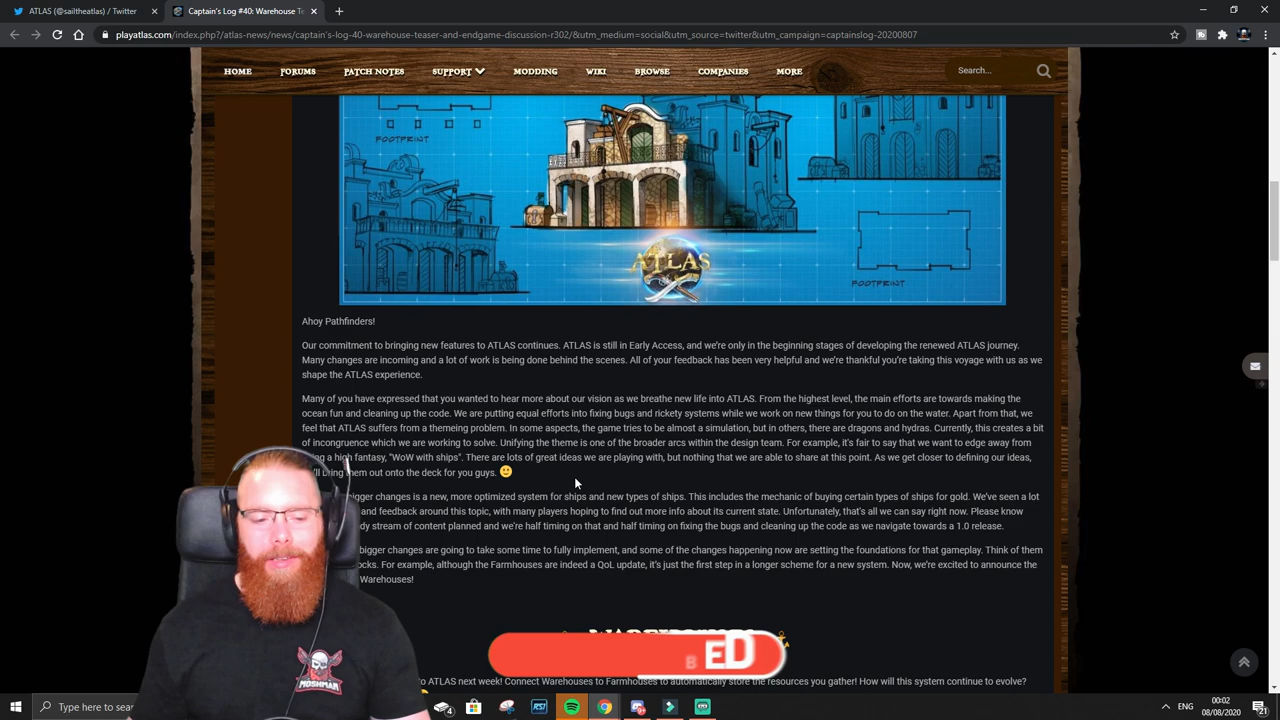 ATLAS (@sailtheatlas) / Twitter
Captain's Log #40: Warehouse Te
playatlas.com/index.php?/atlas-news/news/captain's-log-40-warehouse-teaser-and-endgame-discussion-r302/&utm_medium=social&utm_source=twitter&utm_campaign=captainslog-20200807
HOME FORUMS PATCH NOTES SUPPORT MODDING WIKI BROWSE COMPANIES MORE Search...
FOOTPRINT
ATLAS
FOOTPRINT
Ahoy Pathfinders!
Our commitment to bringing new features to ATLAS continues. ATLAS is still in Early Access, and we're only in the beginning stages of developing the renewed ATLAS journey.
Many changes are incoming and a lot of work is being done behind the scenes. All of your feedback has been very helpful and we're thankful you're taking this voyage with us as we
shape the ATLAS experience.
Many of you have expressed that you wanted to hear more about our vision as we breathe new life into ATLAS. From the highest level, the main efforts are towards making the
ocean fun and cleaning up the code. We are putting equal efforts into fixing bugs and rickety systems while we work on new things for you to do on the water. Apart from that, we
feel that ATLAS suffers from a themeing problem. In some aspects, the game tries to be almost a simulation, but in others, there are dragons and hydras. Currently, this creates a bit
of incongruence which we are working to solve. Unifying the theme is one of the broader arcs within the design team. For example, it's fair to say that we want to edge away from
a high fantasy, "WoW with ships". There are lots of great ideas we are playing with, but nothing that we are able to share at this point. As we get closer to defining our ideas,
them out onto the deck for you guys. 🙂
changes is a new, more optimized system for ships and new types of ships. This includes the mechanic of buying certain types of ships for gold. We've seen a lot
and feedback around this topic, with many players hoping to find out more info about its current state. Unfortunately, that's all we can say right now. Please know
stream of content planned and we're half timing on that and half timing on fixing the bugs and cleaning up the code as we navigate towards a 1.0 release.
bigger changes are going to take some time to fully implement, and some of the changes happening now are setting the foundations for that gameplay. Think of them
For example, although the Farmhouses are indeed a QoL update, it's just the first step in a longer scheme for a new system. Now, we're excited to announce the
Warehouses!
ED
to ATLAS next week! Connect Warehouses to Farmhouses to automatically store the resources you gather! How will this system continue to evolve?
MOSHMAN
Type here to
RSI
00:02
08/08/2020